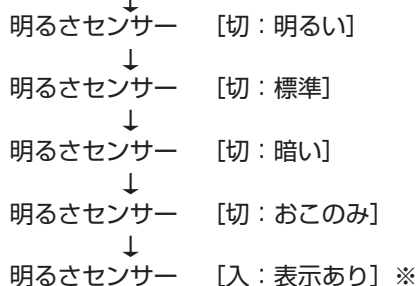 ↓
明るさセンサー　[切：明るい]
↓
明るさセンサー　[切：標準]
↓
明るさセンサー　[切：暗い]
↓
明るさセンサー　[切：おこのみ]
↓
明るさセンサー　[入：表示あり] ※